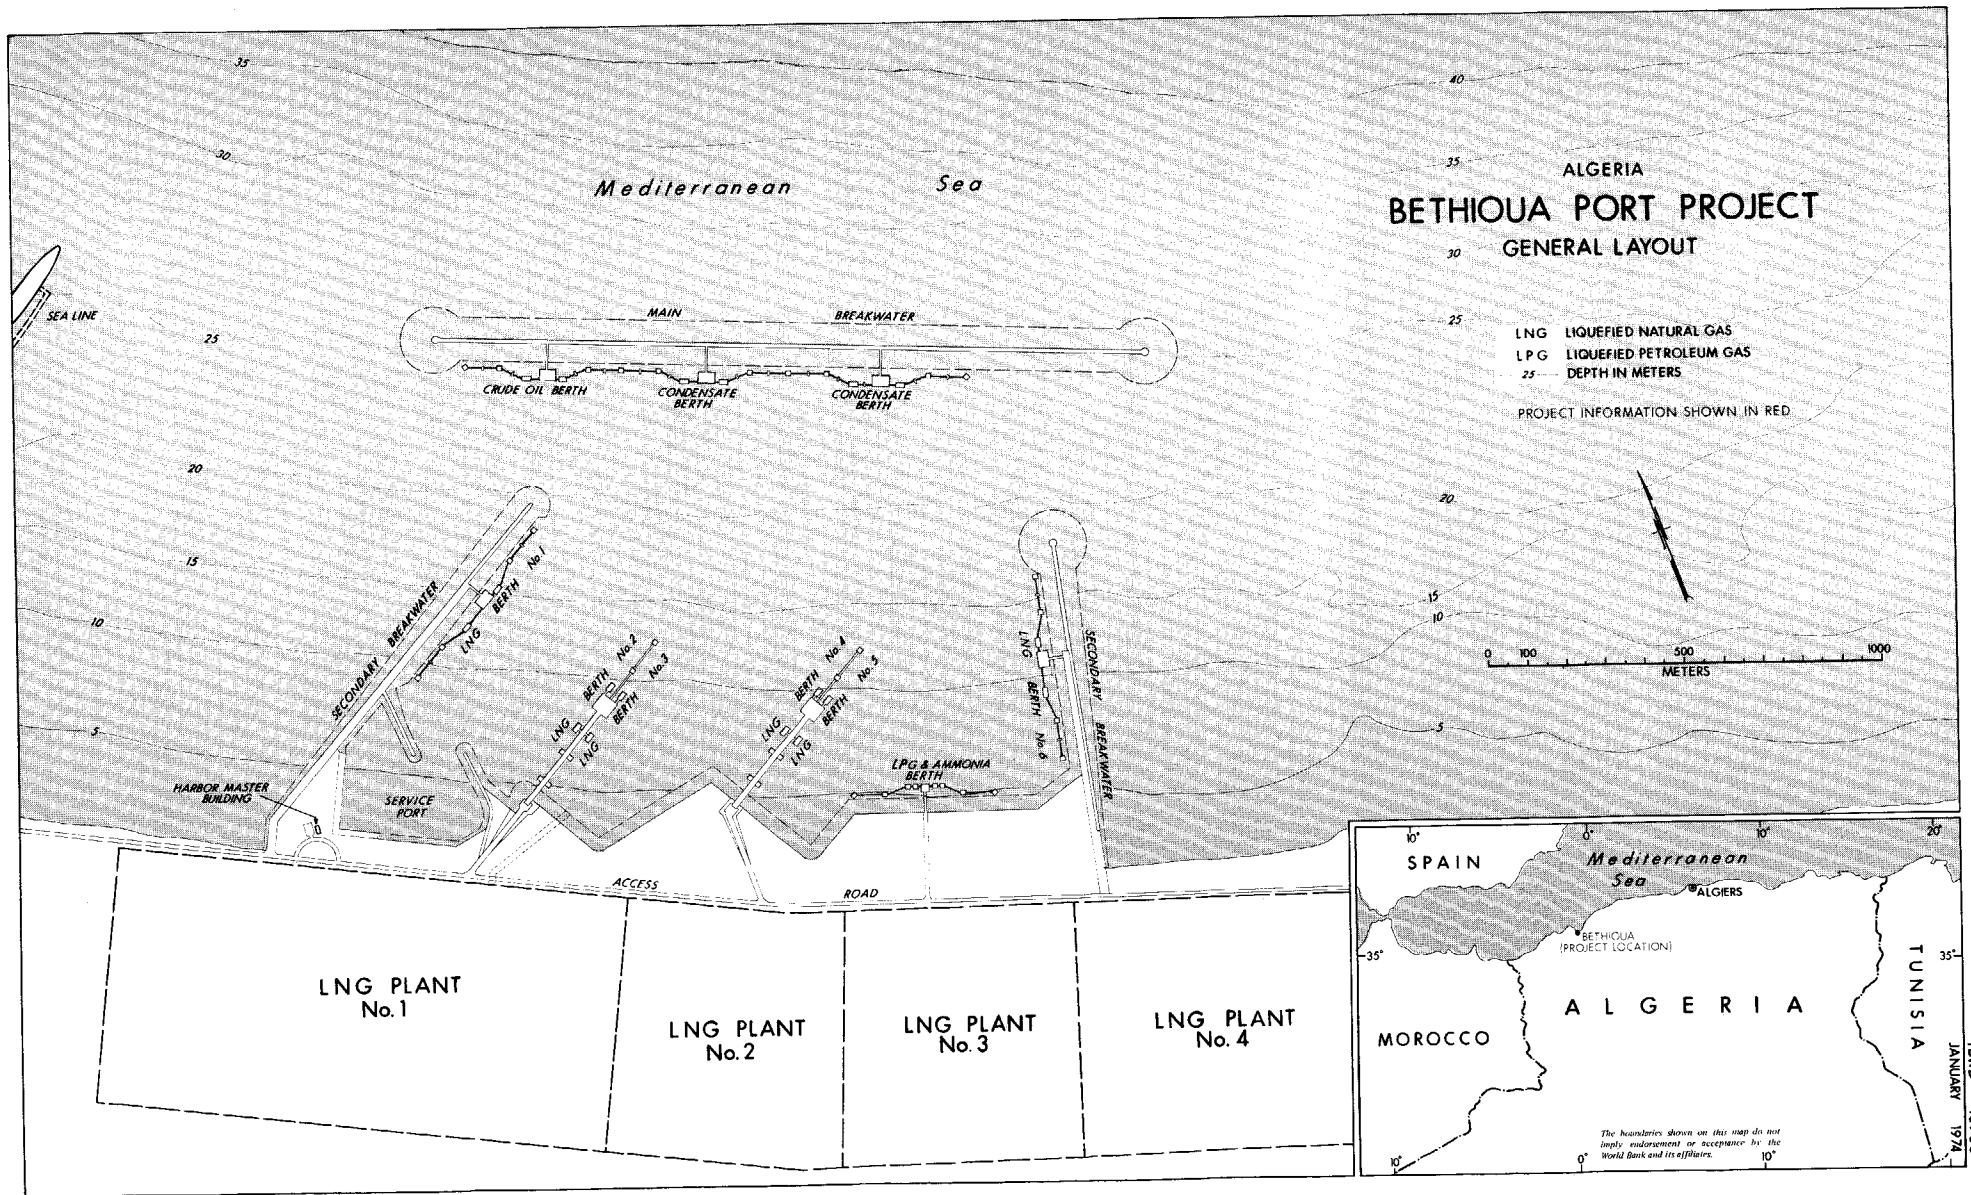 35
30
Mediterranean Sea
40
35
30
25
ALGERIA
BETHIOUA PORT PROJECT
GENERAL LAYOUT
LNG LIQUEFIED NATURAL GAS
LPG LIQUEFIED PETROLEUM GAS
25 DEPTH IN METERS
PROJECT INFORMATION SHOWN IN RED
SEA LINE
25
MAIN BREAKWATER
CRUDE OIL BERTH
CONDENSATE
BERTH
CONDENSATE
BERTH
20
20
15
15
10
10
5
5
0 100 500 1000
METERS
SECONDARY BREAKWATER
LNG BERTH No.1
LNG BERTH No.2
LNG BERTH No.3
LNG BERTH No.4
LNG BERTH No.5
LNG BERTH No.6
SECONDARY BREAKWATER
LPG & AMMONIA
BERTH
HARBOR MASTER
BUILDING
SERVICE
PORT
ACCESS ROAD
LNG PLANT
No.1
LNG PLANT
No.2
LNG PLANT
No.3
LNG PLANT
No.4
10° 0° 10° 20°
SPAIN
Mediterranean
Sea
ALGIERS
BETHIOUA
(PROJECT LOCATION)
35°
35°
ALGERIA
MOROCCO
TUNISIA
The boundaries shown on this map do not
imply endorsement or acceptance by the
World Bank and its affiliates.
10° 0° 10°
JANUARY 1974